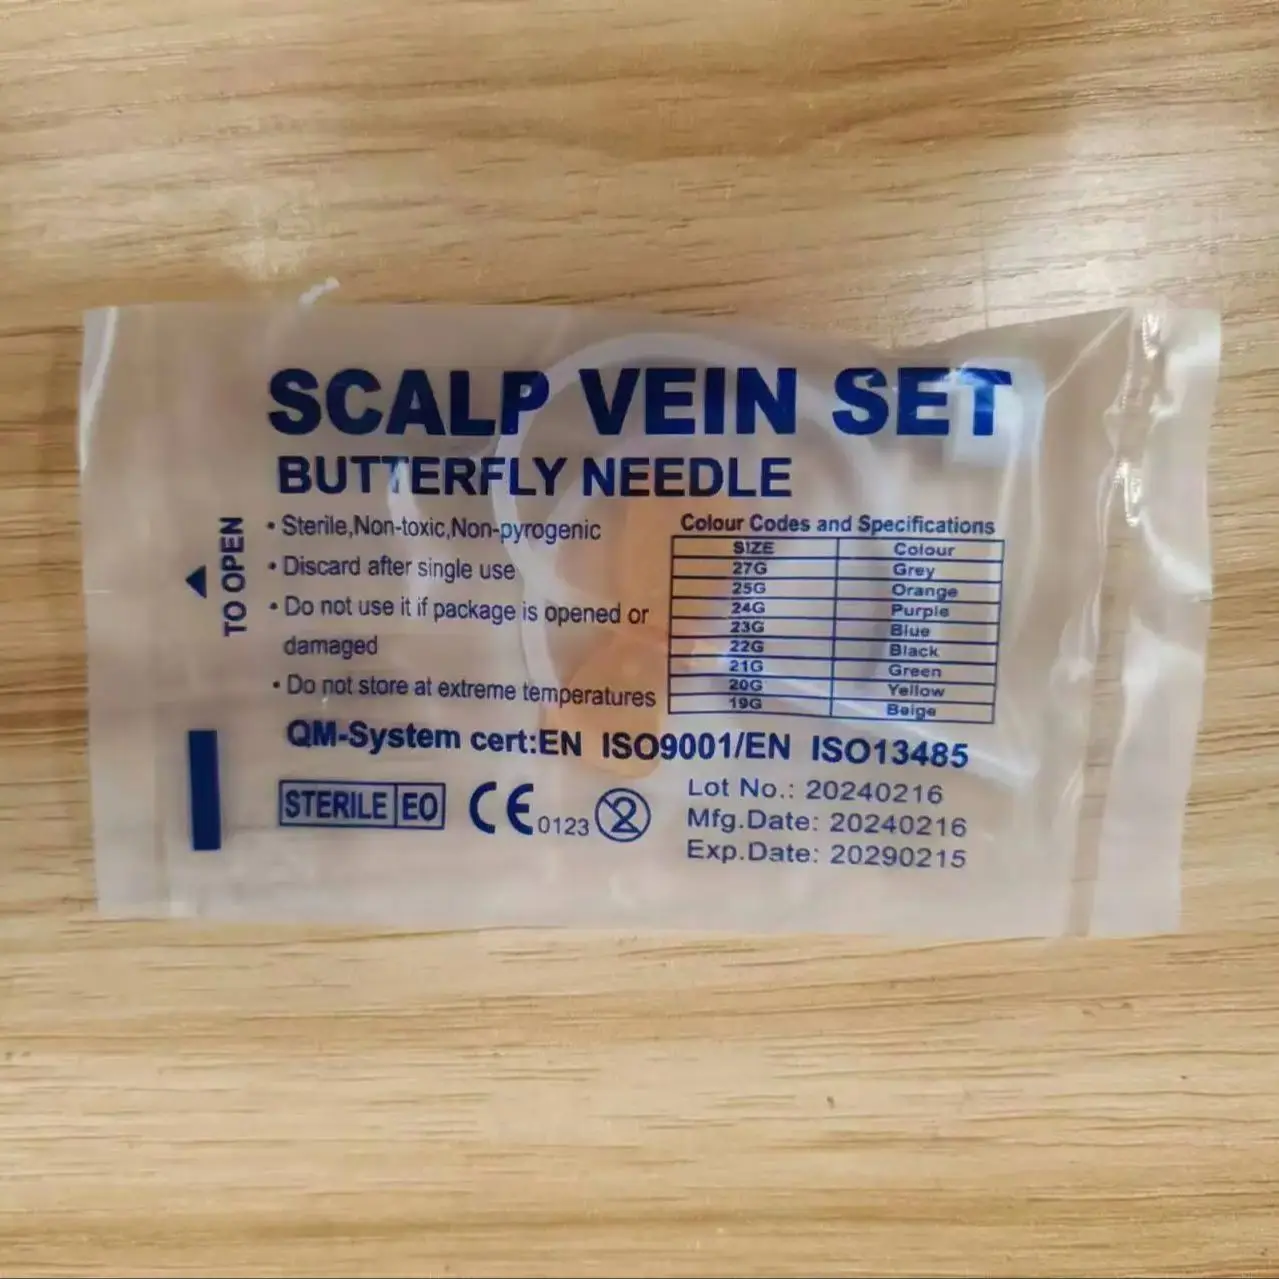 SCALP VEIN SET
BUTTERFLY NEEDLE
TO OPEN
• Sterile,Non-toxic,Non-pyrogenic
• Discard after single use
• Do not use it if package is opened or
damaged
• Do not store at extreme temperatures
Colour Codes and Specifications
SIZE Colour
27G Grey
25G Orange
24G Purple
23G Blue
22G Black
21G Green
20G Yellow
19G Beige
QM-System cert:EN ISO9001/EN ISO13485
STERILE EO CE 0123 2
Lot No.: 20240216
Mfg.Date: 20240216
Exp.Date: 20290215